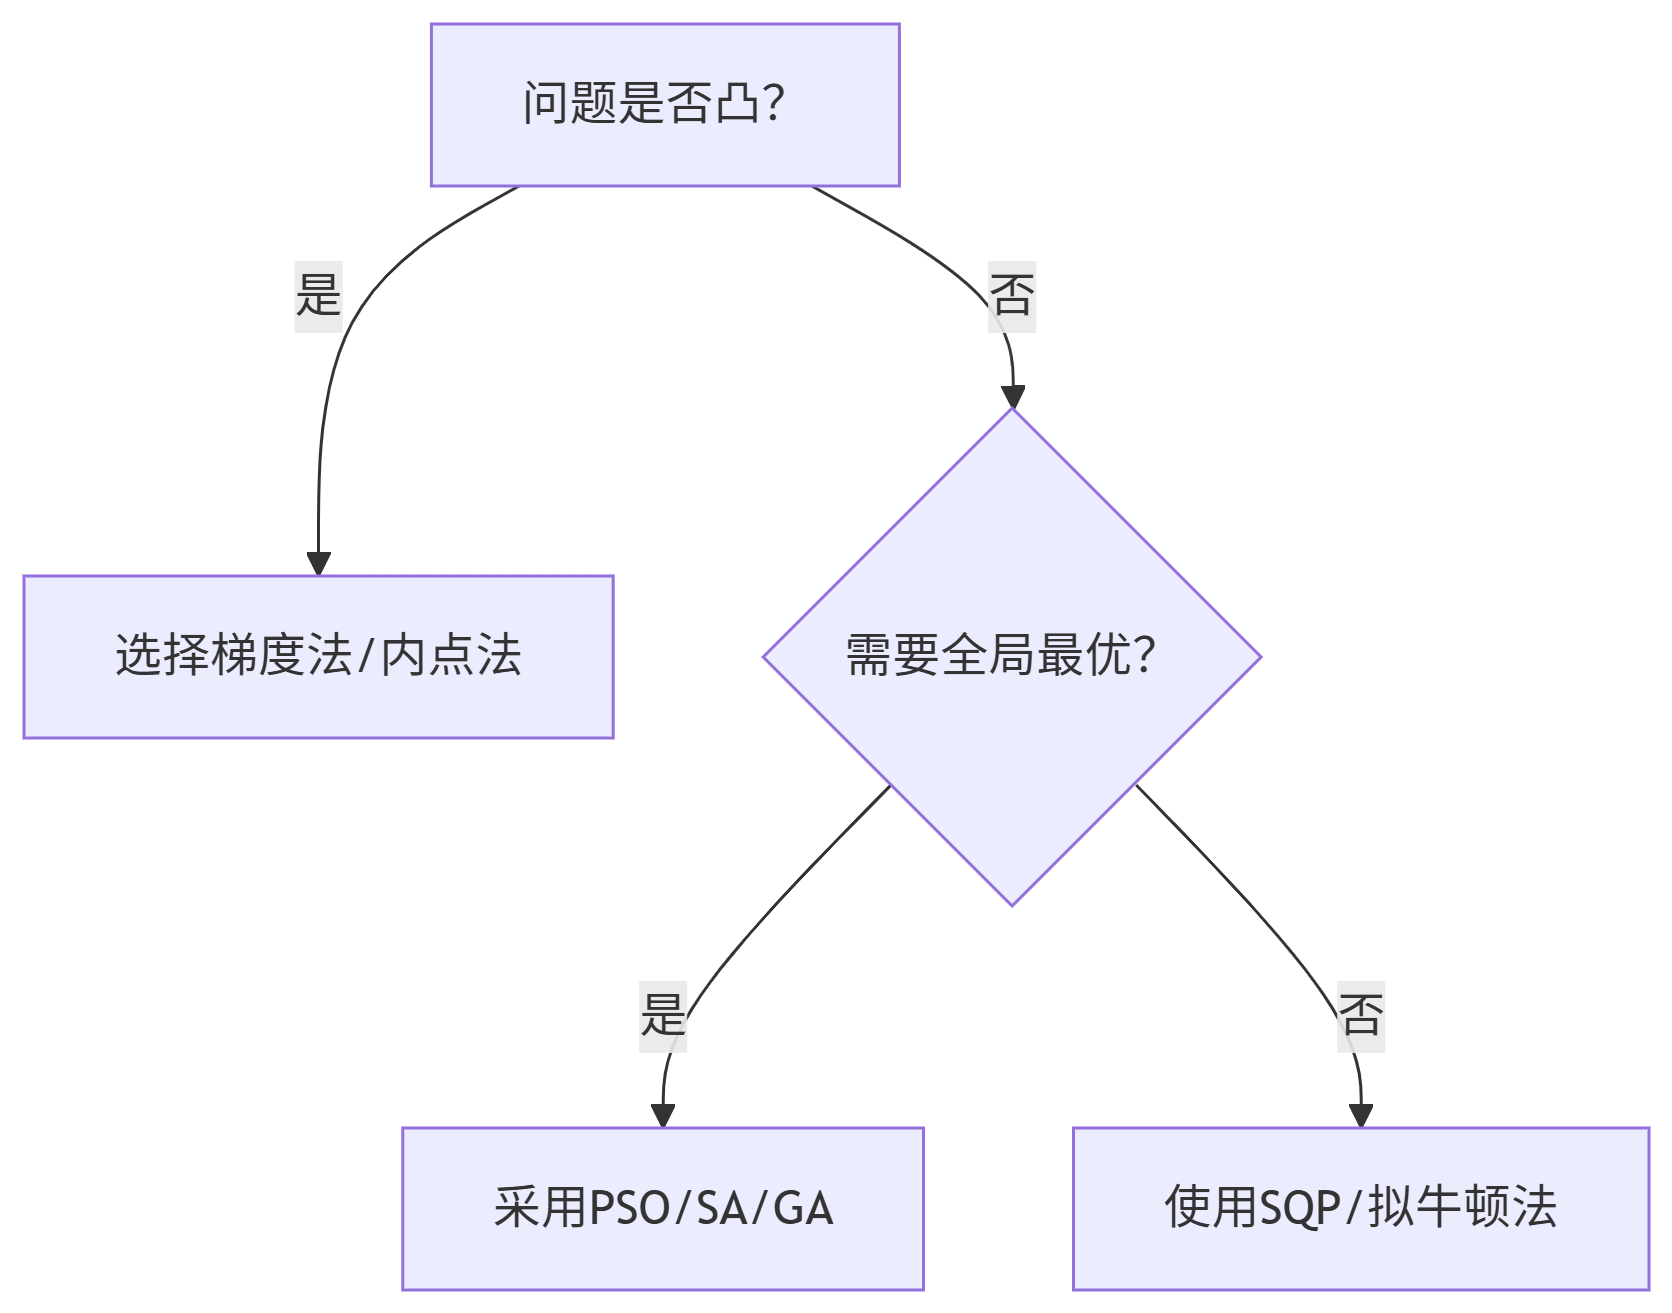 问题是否凸？
是
否
选择梯度法/内点法
需要全局最优？
是
否
采用PSO/SA/GA
使用SQP/拟牛顿法